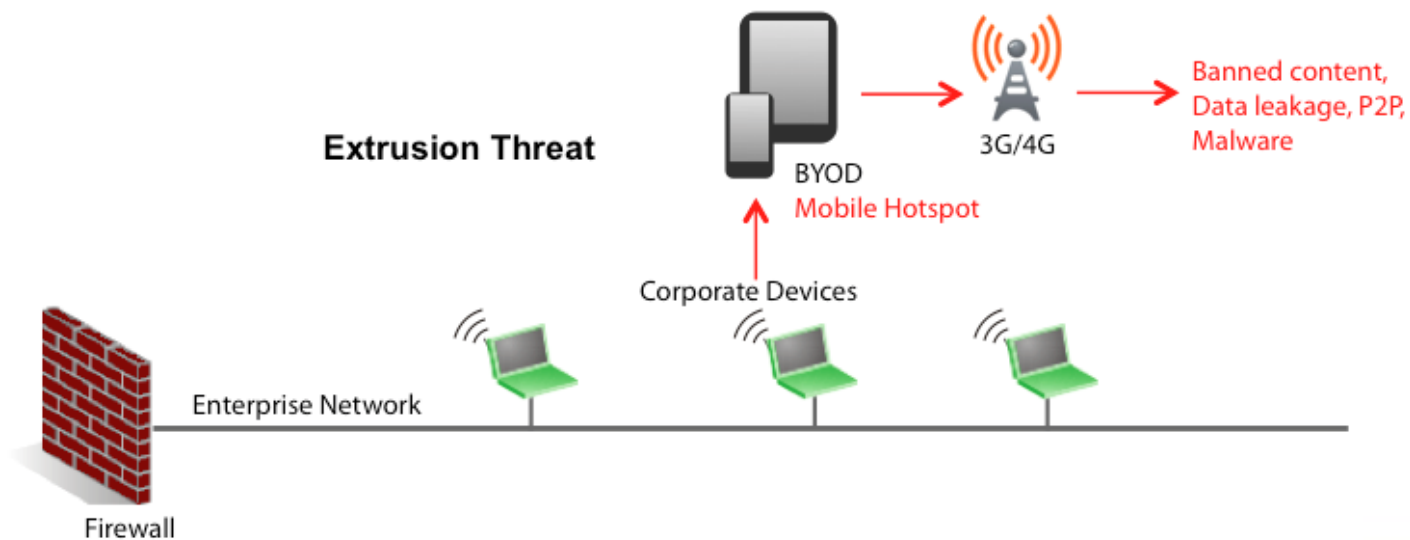 Banned content,
Data leakage, P2P,
Malware
3G/4G
Extrusion Threat
BYOD
Mobile Hotspot
Corporate Devices
Enterprise Network
Firewall